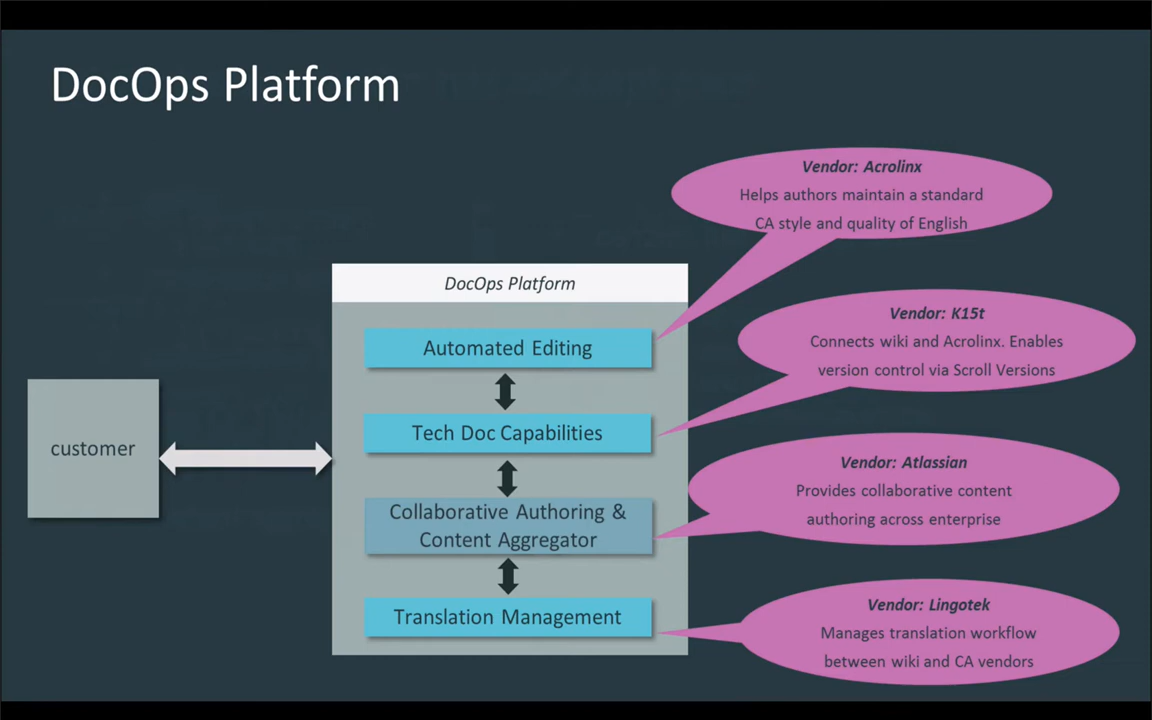 DocOps Platform
Vendor: Acrolinx
Helps authors maintain a standard
CA style and quality of English
DocOps Platform
Vendor: K15t
Connects wiki and Acrolinx. Enables
version control via Scroll Versions
Automated Editing
Tech Doc Capabilities
customer
Vendor: Atlassian
Provides collaborative content
authoring across enterprise
Collaborative Authoring &
Content Aggregator
Vendor: Lingotek
Manages translation workflow
between wiki and CA vendors
Translation Management